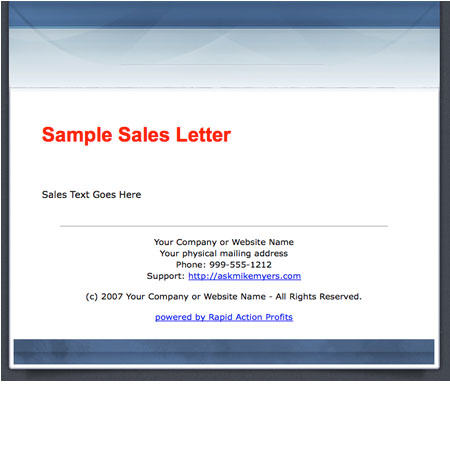 Sample Sales Letter
Sales Text Goes Here
Your Company or Website Name
Your physical mailing address
Phone: 999-555-1212
Support: http://askmikemyers.com
(c) 2007 Your Company or Website Name - All Rights Reserved.
powered by Rapid Action Profits